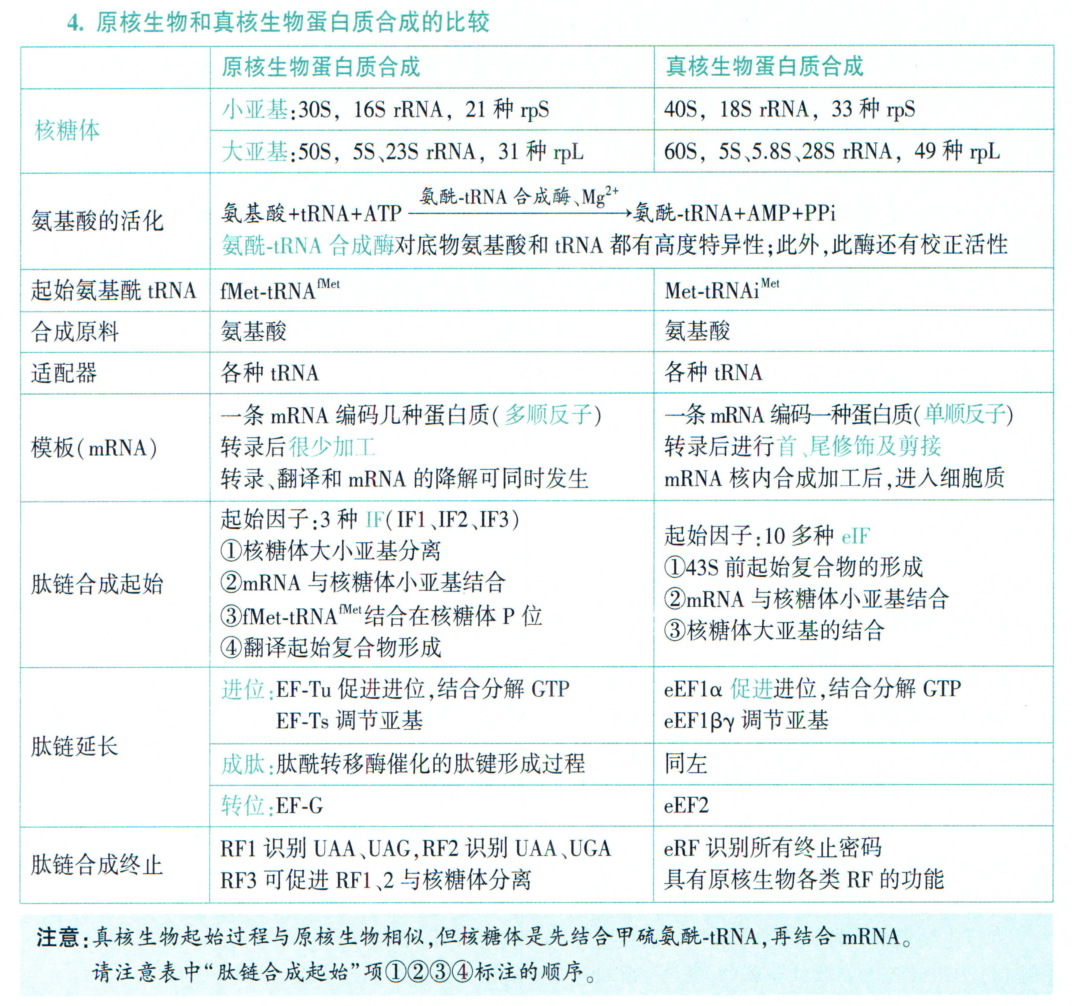 4. 原核生物和真核生物蛋白质合成的比较
原核生物蛋白质合成 真核生物蛋白质合成
核糖体
小亚基:30S, 16S rRNA, 21 种 rpS
40S, 18S rRNA, 33 种 rpS
大亚基:50S, 5S、23S rRNA, 31 种 rpL
60S, 5S、5.8S、28S rRNA, 49 种 rpL
氨基酸的活化
氨酰-tRNA 合成酶、Mg²⁺
氨基酸+tRNA+ATP→氨酰-tRNA+AMP+PPi
氨酰-tRNA 合成酶对底物氨基酸和 tRNA 都有高度特异性;此外,此酶还有校正活性
起始氨基酰 tRNA fMet-tRNA^fMet Met-tRNAi^Met
合成原料 氨基酸 氨基酸
适配器 各种 tRNA 各种 tRNA
模板(mRNA)
一条 mRNA 编码几种蛋白质(多顺反子)
转录后很少加工
转录、翻译和 mRNA 的降解可同时发生
一条 mRNA 编码一种蛋白质(单顺反子)
转录后进行首、尾修饰及剪接
mRNA 核内合成加工后,进入细胞质
肽链合成起始
起始因子:3 种 IF(IF1、IF2、IF3)
①核糖体大小亚基分离
②mRNA 与核糖体小亚基结合
③fMet-tRNA^fMet结合在核糖体 P 位
④翻译起始复合物形成
起始因子:10 多种 eIF
①43S 前起始复合物的形成
②mRNA 与核糖体小亚基结合
③核糖体大亚基的结合
肽链延长
进位:EF-Tu 促进进位,结合分解 GTP
EF-Ts 调节亚基
eEF1α 促进进位,结合分解 GTP
eEF1βγ 调节亚基
成肽:肽酰转移酶催化的肽键形成过程 同左
转位:EF-G eEF2
肽链合成终止
RF1 识别 UAA、UAG,RF2 识别 UAA、UGA
RF3 可促进 RF1、2 与核糖体分离
eRF 识别所有终止密码
具有原核生物各类 RF 的功能
注意:真核生物起始过程与原核生物相似,但核糖体是先结合甲硫氨酰-tRNA,再结合 mRNA。
请注意表中“肽链合成起始”项①②③④标注的顺序。